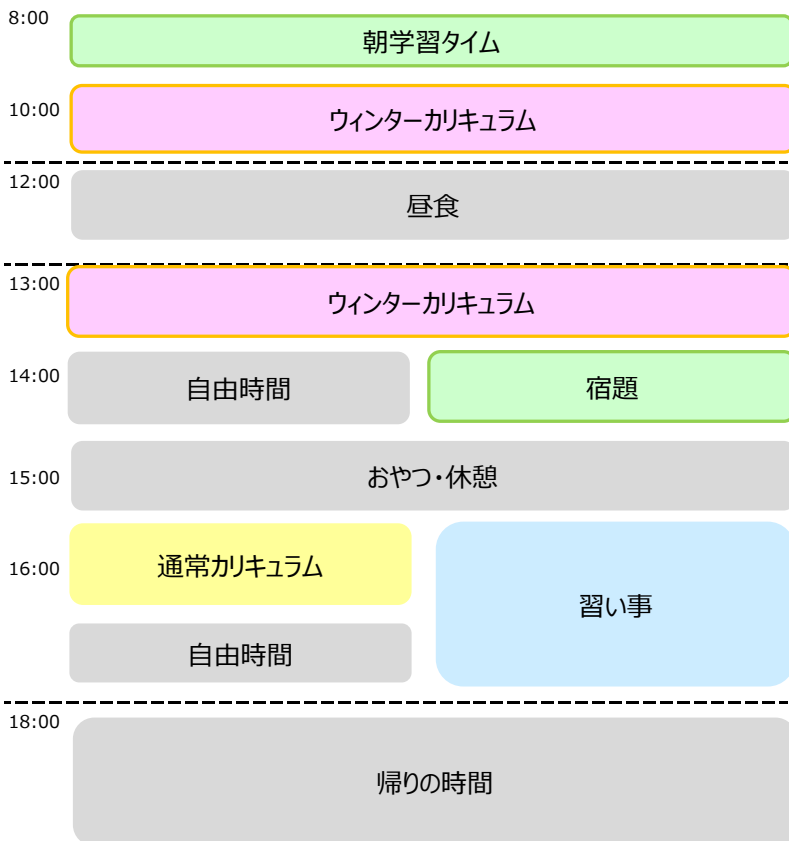 8:00
朝学習タイム
10:00
ウィンターカリキュラム
12:00
昼食
13:00
ウィンターカリキュラム
14:00
自由時間
宿題
15:00
おやつ・休憩
16:00
通常カリキュラム
習い事
自由時間
18:00
帰りの時間